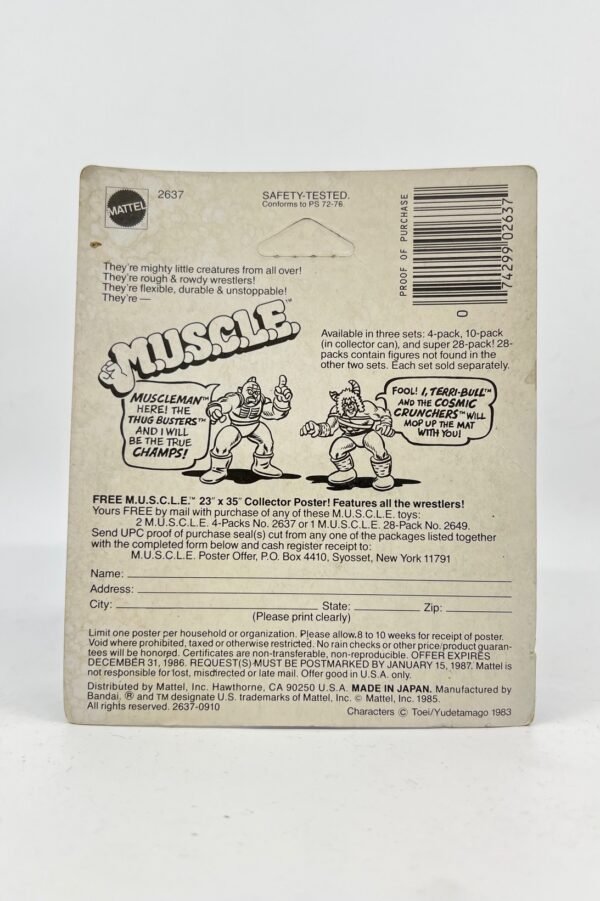 MATTEL
2637
SAFETY-TESTED.
Conforms to PS 72-76.
PROOF OF PURCHASE
74299 02637
0
They're mighty little creatures from all over!
They're rough & rowdy wrestlers!
They're flexible, durable & unstoppable!
They're —
M.U.S.C.L.E.™
Available in three sets: 4-pack, 10-pack
(in collector can), and super 28-pack! 28-
packs contain figures not found in the
other two sets. Each set sold separately.
MUSCLEMAN™
HERE! THE
THUG BUSTERS™
AND I WILL
BE THE TRUE
CHAMPS!
FOOL! I, TERRI-BULL™
AND THE COSMIC
CRUNCHERS™ WILL
MOP UP THE MAT
WITH YOU!
FREE M.U.S.C.L.E.™ 23" x 35" Collector Poster! Features all the wrestlers!
Yours FREE by mail with purchase of any of these M.U.S.C.L.E. toys:
2 M.U.S.C.L.E. 4-Packs No. 2637 or 1 M.U.S.C.L.E. 28-Pack No. 2649.
Send UPC proof of purchase seal(s) cut from any one of the packages listed together
with the completed form below and cash register receipt to:
M.U.S.C.L.E. Poster Offer, P.O. Box 4410, Syosset, New York 11791
Name:
Address:
City: State: Zip:
(Please print clearly)
Limit one poster per household or organization. Please allow 8 to 10 weeks for receipt of poster.
Void where prohibited, taxed or otherwise restricted. No rain checks or other price/product guaran-
tees will be honored. Certificates are non-transferable, non-reproducible. OFFER EXPIRES
DECEMBER 31, 1986. REQUEST(S) MUST BE POSTMARKED BY JANUARY 15, 1987. Mattel is
not responsible for lost, misdirected or late mail. Offer good in U.S.A. only.
Distributed by Mattel, Inc. Hawthorne, CA 90250 U.S.A. MADE IN JAPAN. Manufactured by
Bandai. ® and TM designate U.S. trademarks of Mattel, Inc. © Mattel, Inc. 1985.
All rights reserved. 2637-0910
Characters © Toei/Yudetamago 1983